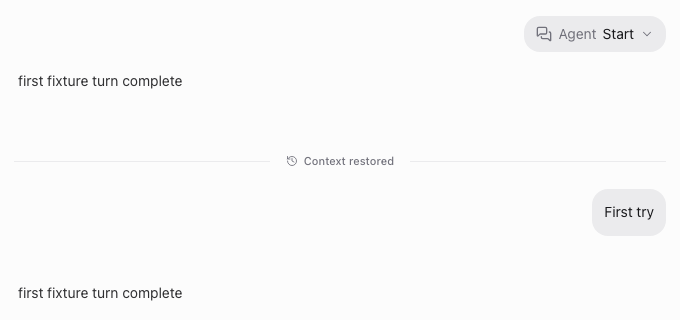 Agent Start
first fixture turn complete
Context restored
First try
first fixture turn complete